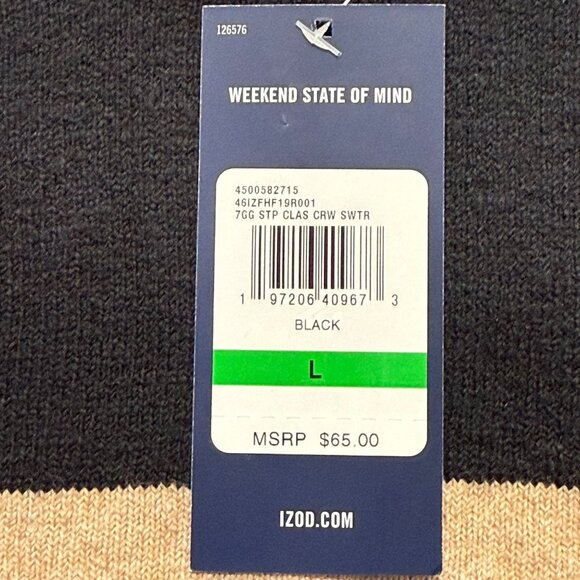 126576
WEEKEND STATE OF MIND
4500582715
46IZFHF19R001
7GG STP CLAS CRW SWTR
1 97206 40967 3
BLACK
L
MSRP $65.00
IZOD.COM